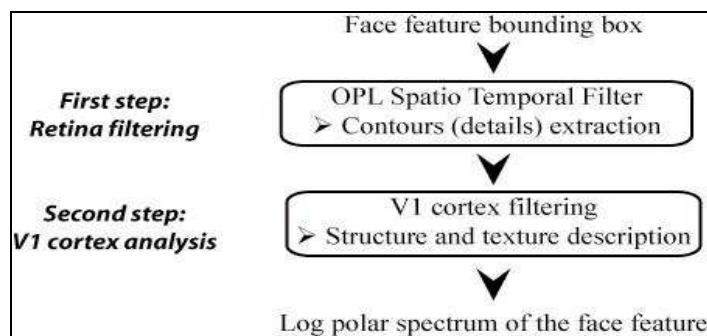 Face feature bounding box
First step:
Retina filtering
OPL Spatio Temporal Filter
➢ Contours (details) extraction
Second step:
V1 cortex analysis
V1 cortex filtering
➢ Structure and texture description
Log polar spectrum of the face feature